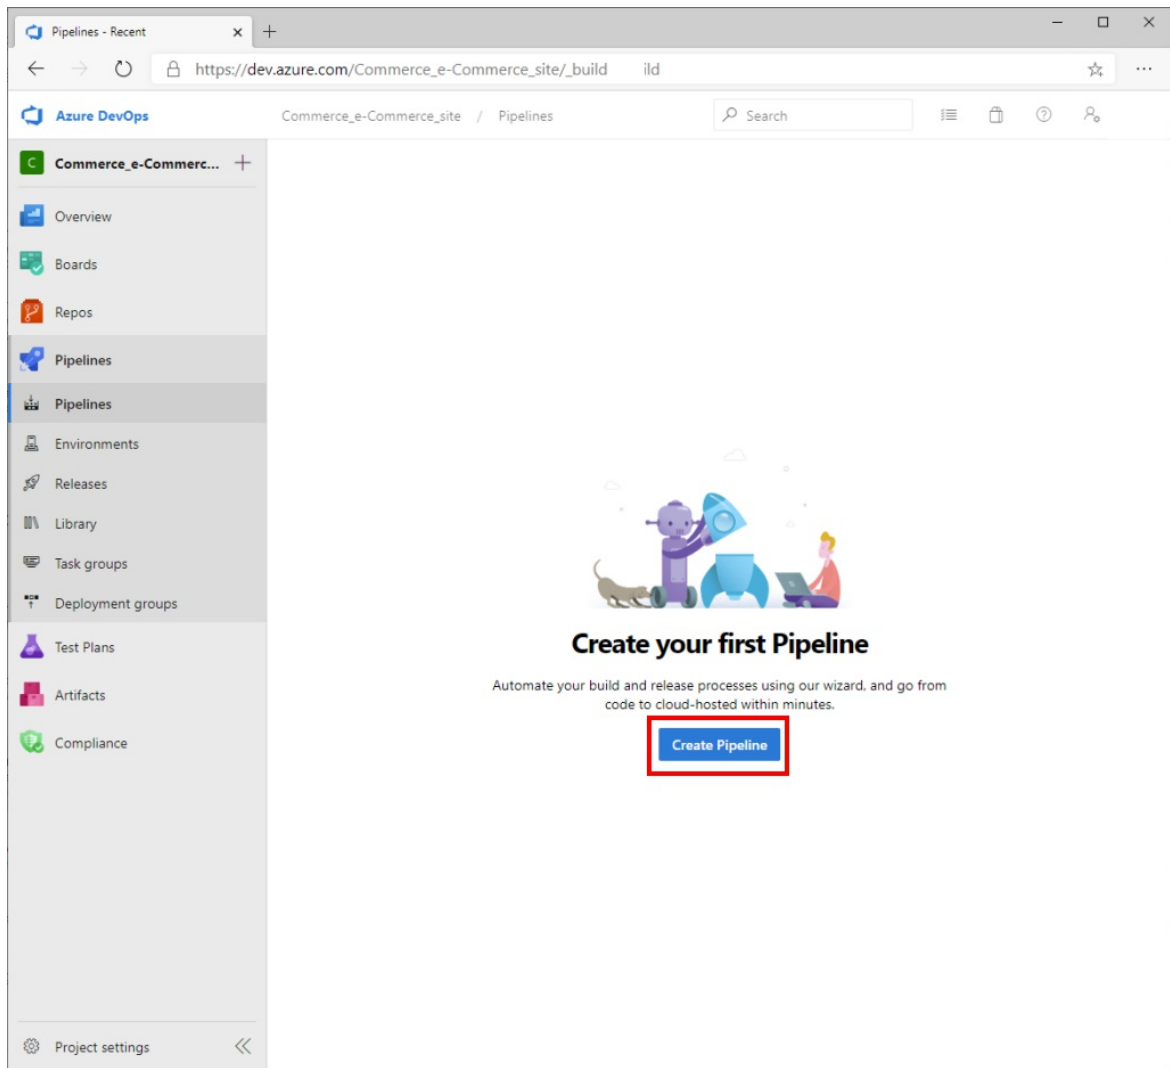 Pipelines - Recent
https://dev.azure.com/Commerce_e-Commerce_site/_build ild
Azure DevOps
Commerce_e-Commerce_site / Pipelines
Search
C
Commerce_e-Commerc...
Overview
Boards
Repos
Pipelines
Pipelines
Environments
Releases
Library
Task groups
Deployment groups
Test Plans
Artifacts
Compliance
Create your first Pipeline
Automate your build and release processes using our wizard, and go from
code to cloud-hosted within minutes.
Create Pipeline
Project settings